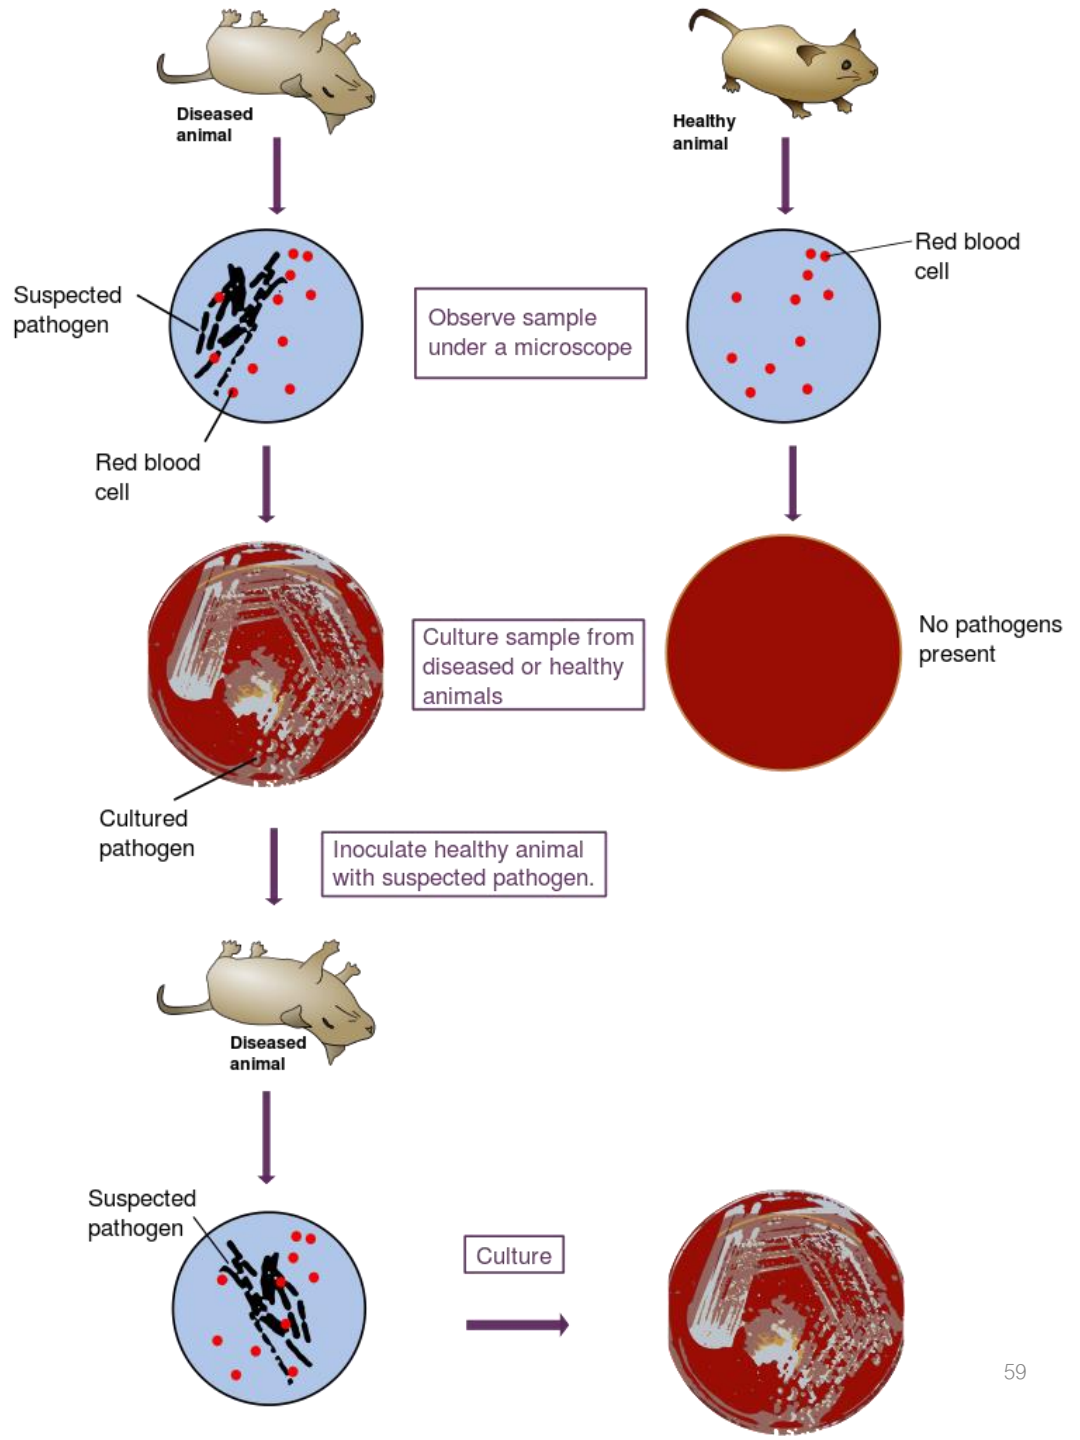 Diseased
animal
Healthy
animal
Red blood
cell
Suspected
pathogen
Observe sample
under a microscope
Red blood
cell
Culture sample from
diseased or healthy
animals
No pathogens
present
Cultured
pathogen
Inoculate healthy animal
with suspected pathogen.
Diseased
animal
Suspected
pathogen
Culture
59